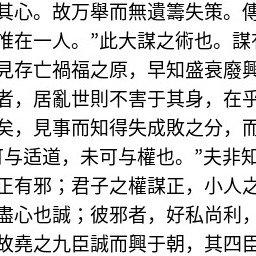 其心。故万舉而無遺籌失策。傳
惟在一人。”此大謀之術也。謀
見存亡禍福之原，早知盛衰廢興
者，居亂世則不害于其身，在乎
矣，見事而知得失成敗之分，而
可与适道，未可与權也。”夫非知
正有邪；君子之權謀正，小人之
盡心也誠；彼邪者，好私尚利，
故堯之九臣誠而興于朝，其四臣